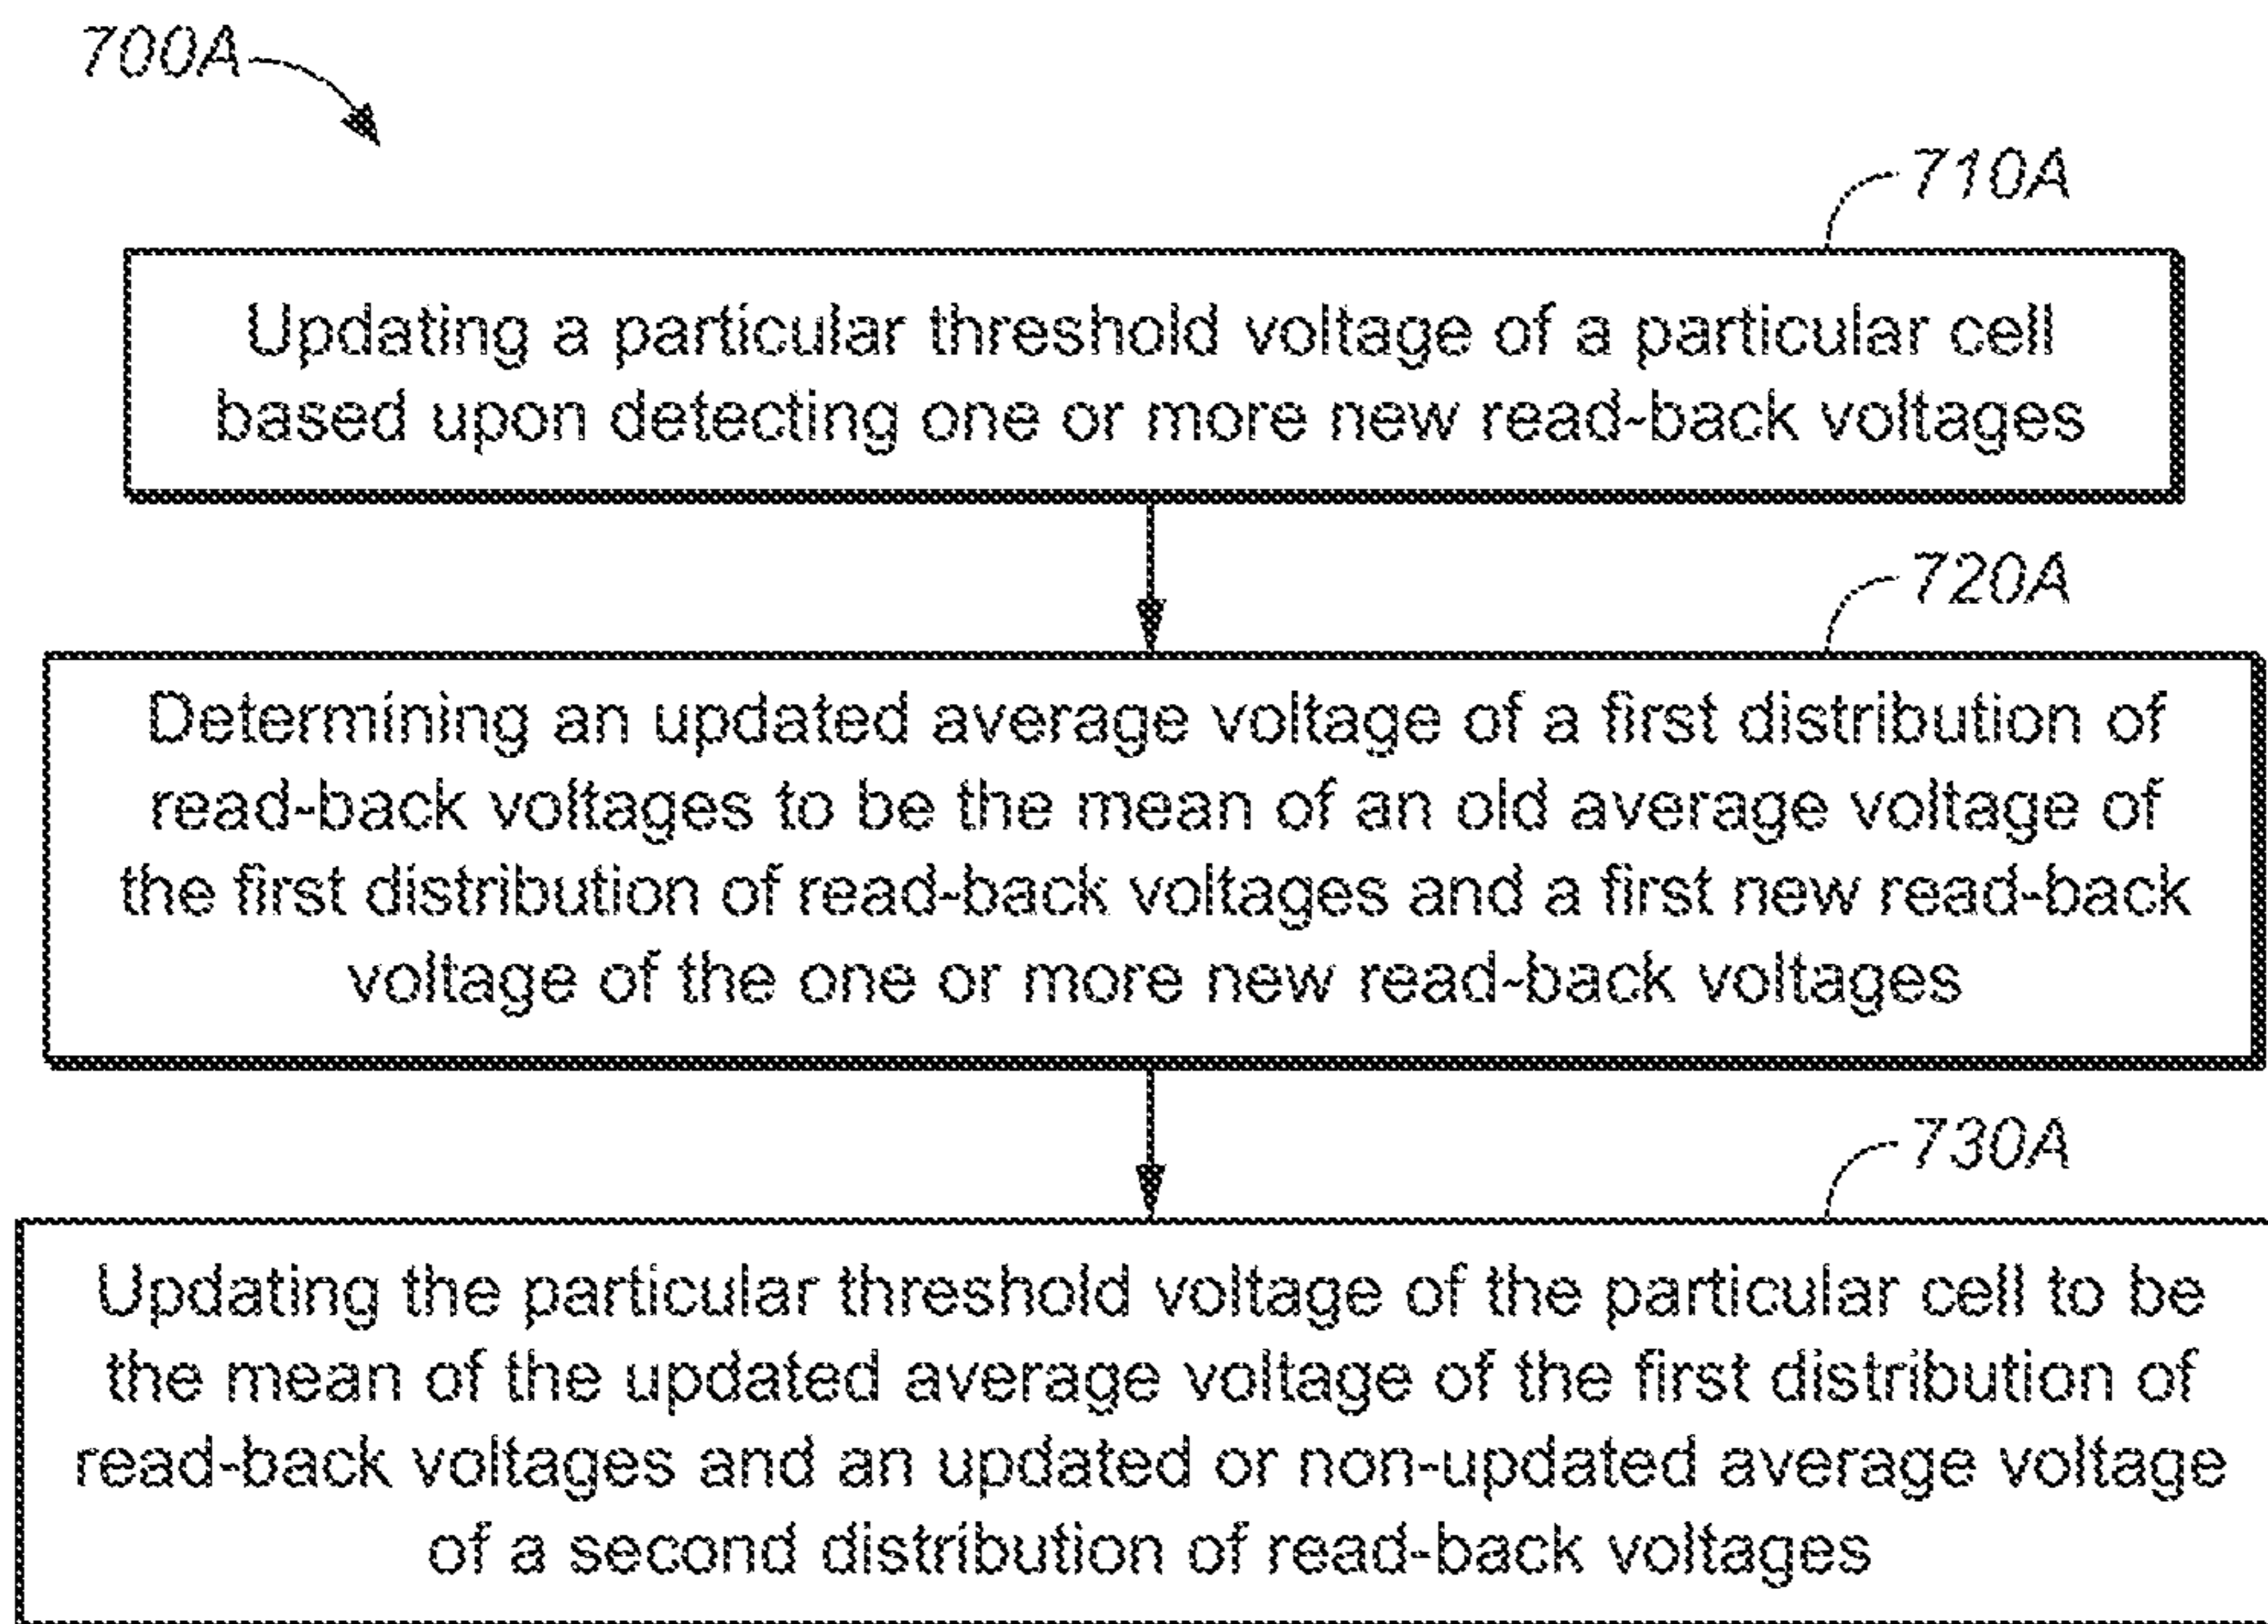 700A
710A
Updating a particular threshold voltage of a particular cell
based upon detecting one or more new read-back voltages
720A
Determining an updated average voltage of a first distribution of
read-back voltages to be the mean of an old average voltage of
the first distribution of read-back voltages and a first new read-back
voltage of the one or more new read-back voltages
730A
Updating the particular threshold voltage of the particular cell to be
the mean of the updated average voltage of the first distribution of
read-back voltages and an updated or non-updated average voltage
of a second distribution of read-back voltages